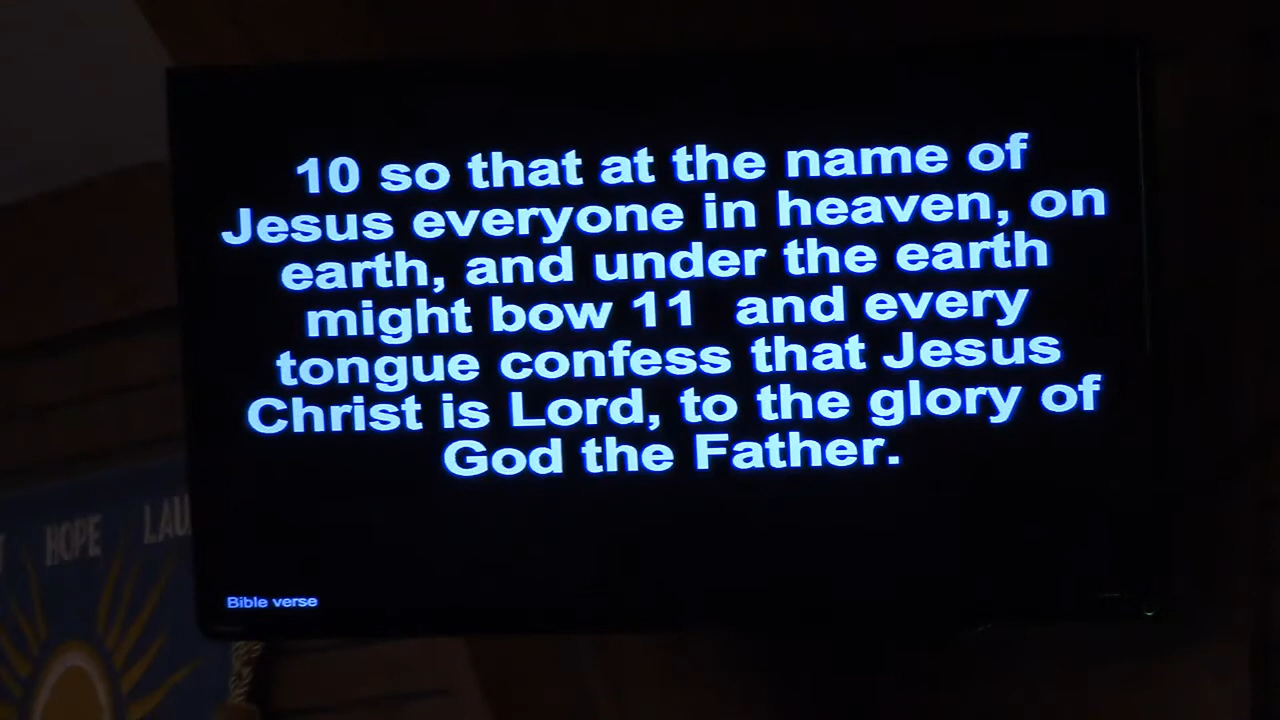 10 so that at the name of
Jesus everyone in heaven, on
earth, and under the earth
might bow 11 and every
tongue confess that Jesus
Christ is Lord, to the glory of
God the Father.
Bible verse
HOPE